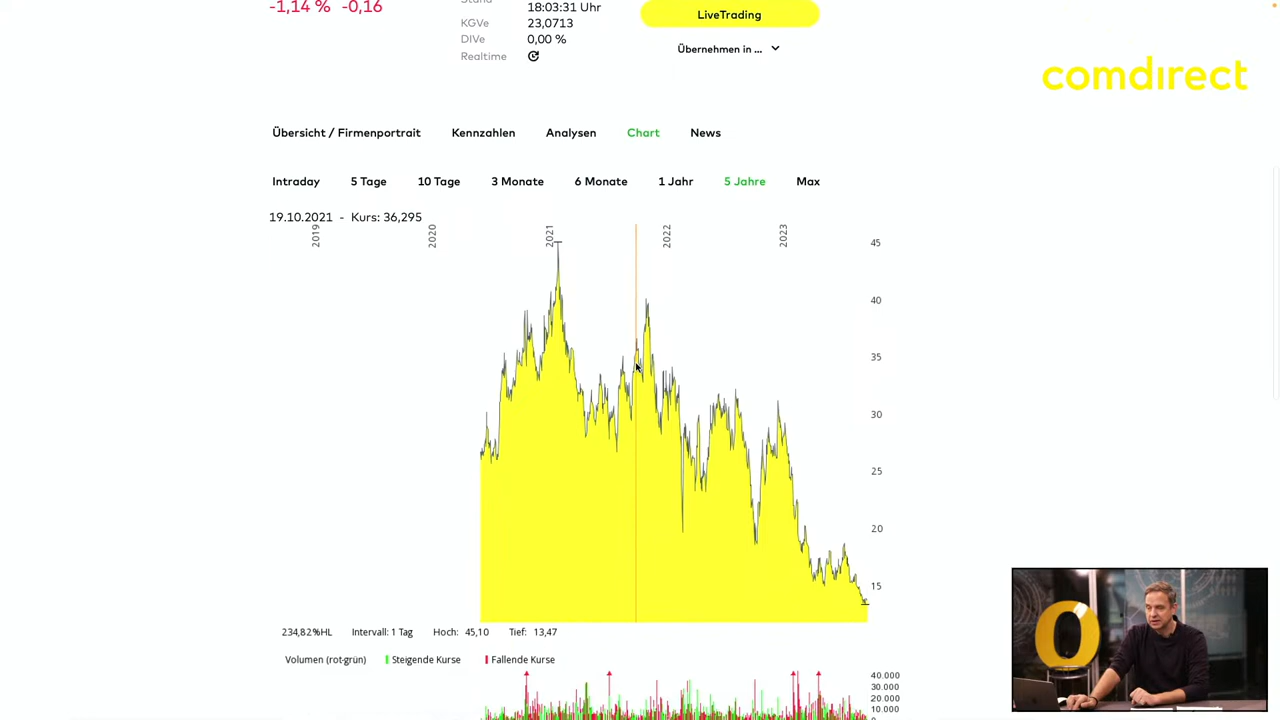 -1,14 % -0,16
18:03:31 Uhr
KGVe 23,0713
DIVe 0,00 %
Realtime
LiveTrading
Übernehmen in ...
comdirect
Übersicht / Firmenportrait Kennzahlen Analysen Chart News
Intraday 5 Tage 10 Tage 3 Monate 6 Monate 1 Jahr 5 Jahre Max
19.10.2021 - Kurs: 36,295
2019 2020 2021 2022 2023
45
40
35
30
25
20
15
234,82%HL Intervall: 1 Tag Hoch: 45,10 Tief: 13,47
Volumen (rot-grün) Steigende Kurse Fallende Kurse
40.000
30.000
20.000
10.000